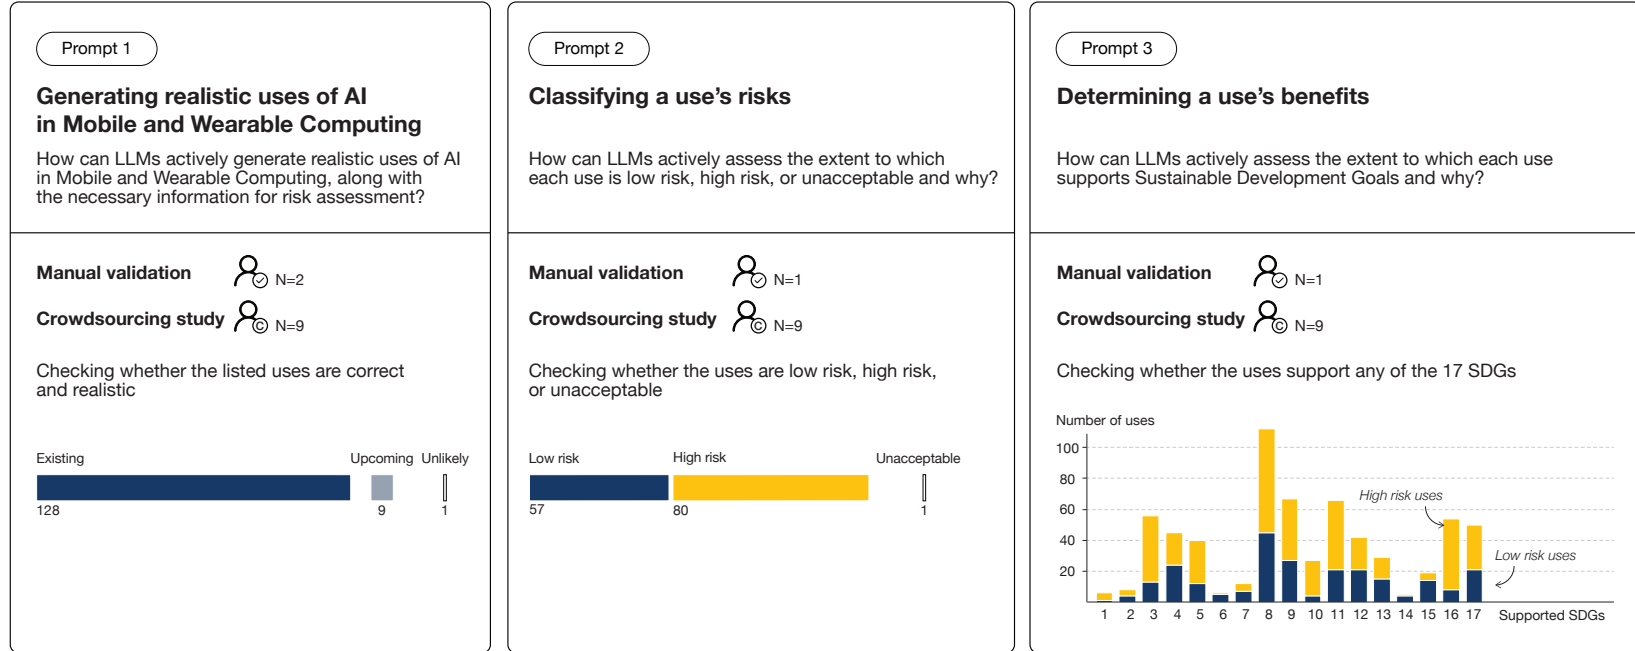 Prompt 1
Generating realistic uses of AI
in Mobile and Wearable Computing
How can LLMs actively generate realistic uses of AI
in Mobile and Wearable Computing, along with
the necessary information for risk assessment?
Manual validation N=2
Crowdsourcing study C N=9
Checking whether the listed uses are correct
and realistic
Existing Upcoming Unlikely
128 9 1
Prompt 2
Classifying a use's risks
How can LLMs actively assess the extent to which
each use is low risk, high risk, or unacceptable and why?
Manual validation N=1
Crowdsourcing study C N=9
Checking whether the uses are low risk, high risk,
or unacceptable
Low risk High risk Unacceptable
57 80 1
Prompt 3
Determining a use's benefits
How can LLMs actively assess the extent to which each use
supports Sustainable Development Goals and why?
Manual validation N=1
Crowdsourcing study C N=9
Checking whether the uses support any of the 17 SDGs
Number of uses
100
80
60
40
20
High risk uses
Low risk uses
1 2 3 4 5 6 7 8 9 10 11 12 13 14 15 16 17 Supported SDGs